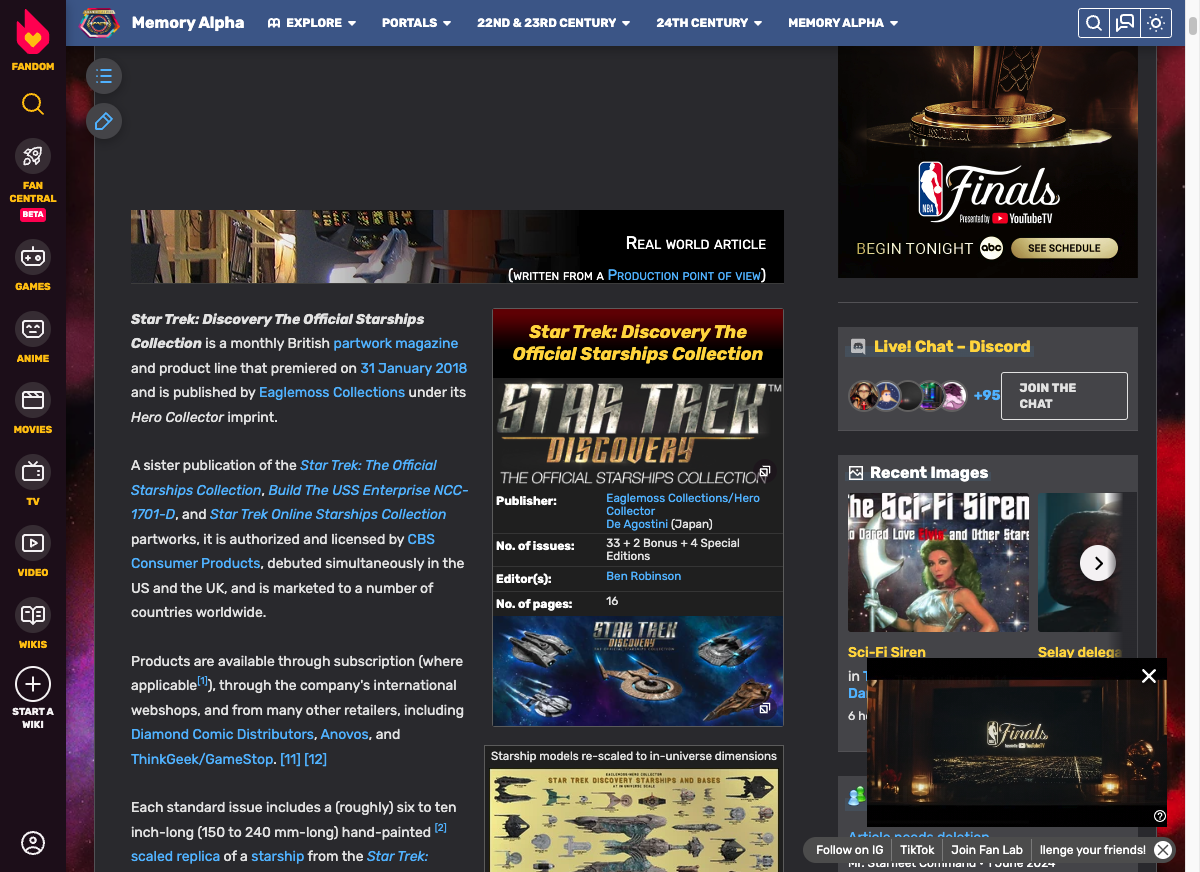 FANDOM
FAN
CENTRAL
BETA
GAMES
ANIME
MOVIES
TV
VIDEO
WIKIS
START A
WIKI
Memory Alpha
EXPLORE
PORTALS
22ND & 23RD CENTURY
24TH CENTURY
MEMORY ALPHA
Real world article
(written from a Production point of view)
Star Trek: Discovery The Official Starships
Collection is a monthly British partwork magazine
and product line that premiered on 31 January 2018
and is published by Eaglemoss Collections under its
Hero Collector imprint.
A sister publication of the Star Trek: The Official
Starships Collection, Build The USS Enterprise NCC-
1701-D, and Star Trek Online Starships Collection
partworks, it is authorized and licensed by CBS
Consumer Products, debuted simultaneously in the
US and the UK, and is marketed to a number of
countries worldwide.
Products are available through subscription (where
applicable[1]), through the company's international
webshops, and from many other retailers, including
Diamond Comic Distributors, Anovos, and
ThinkGeek/GameStop. [11] [12]
Each standard issue includes a (roughly) six to ten
inch-long (150 to 240 mm-long) hand-painted [2]
scaled replica of a starship from the Star Trek:
Star Trek: Discovery The
Official Starships Collection
STAR TREK™
DISCOVERY
THE OFFICIAL STARSHIPS COLLECTION
Publisher:
Eaglemoss Collections/Hero
Collector
De Agostini (Japan)
No. of issues:
33 + 2 Bonus + 4 Special
Editions
Editor(s):
Ben Robinson
No. of pages:
16
STAR TREK
DISCOVERY
Starship models re-scaled to in-universe dimensions
STAR TREK DISCOVERY STARSHIPS AND BASES
NBA
Finals
Presented by YouTubeTV
BEGIN TONIGHT abc SEE SCHEDULE
Live! Chat – Discord
+95
JOIN THE
CHAT
Recent Images
The Sci-Fi Siren
o Dared Love Elvis and Other Stars
Sci-Fi Siren
Selay delega
in T
Da
6 h
Finals
Article needs deletion
Mr. Starfleet Command • 1 June 2024
Follow on IG
TikTok
Join Fan Lab
llenge your friends!